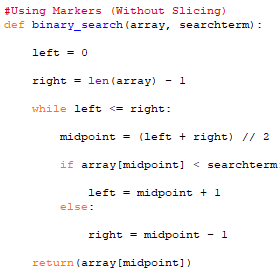 #Using Markers (Without Slicing)
def binary_search(array, searchterm):
left = 0
right = len(array) - 1
while left <= right:
midpoint = (left + right) // 2
if array[midpoint] < searchterm:
left = midpoint + 1
else:
right = midpoint - 1
return(array[midpoint])